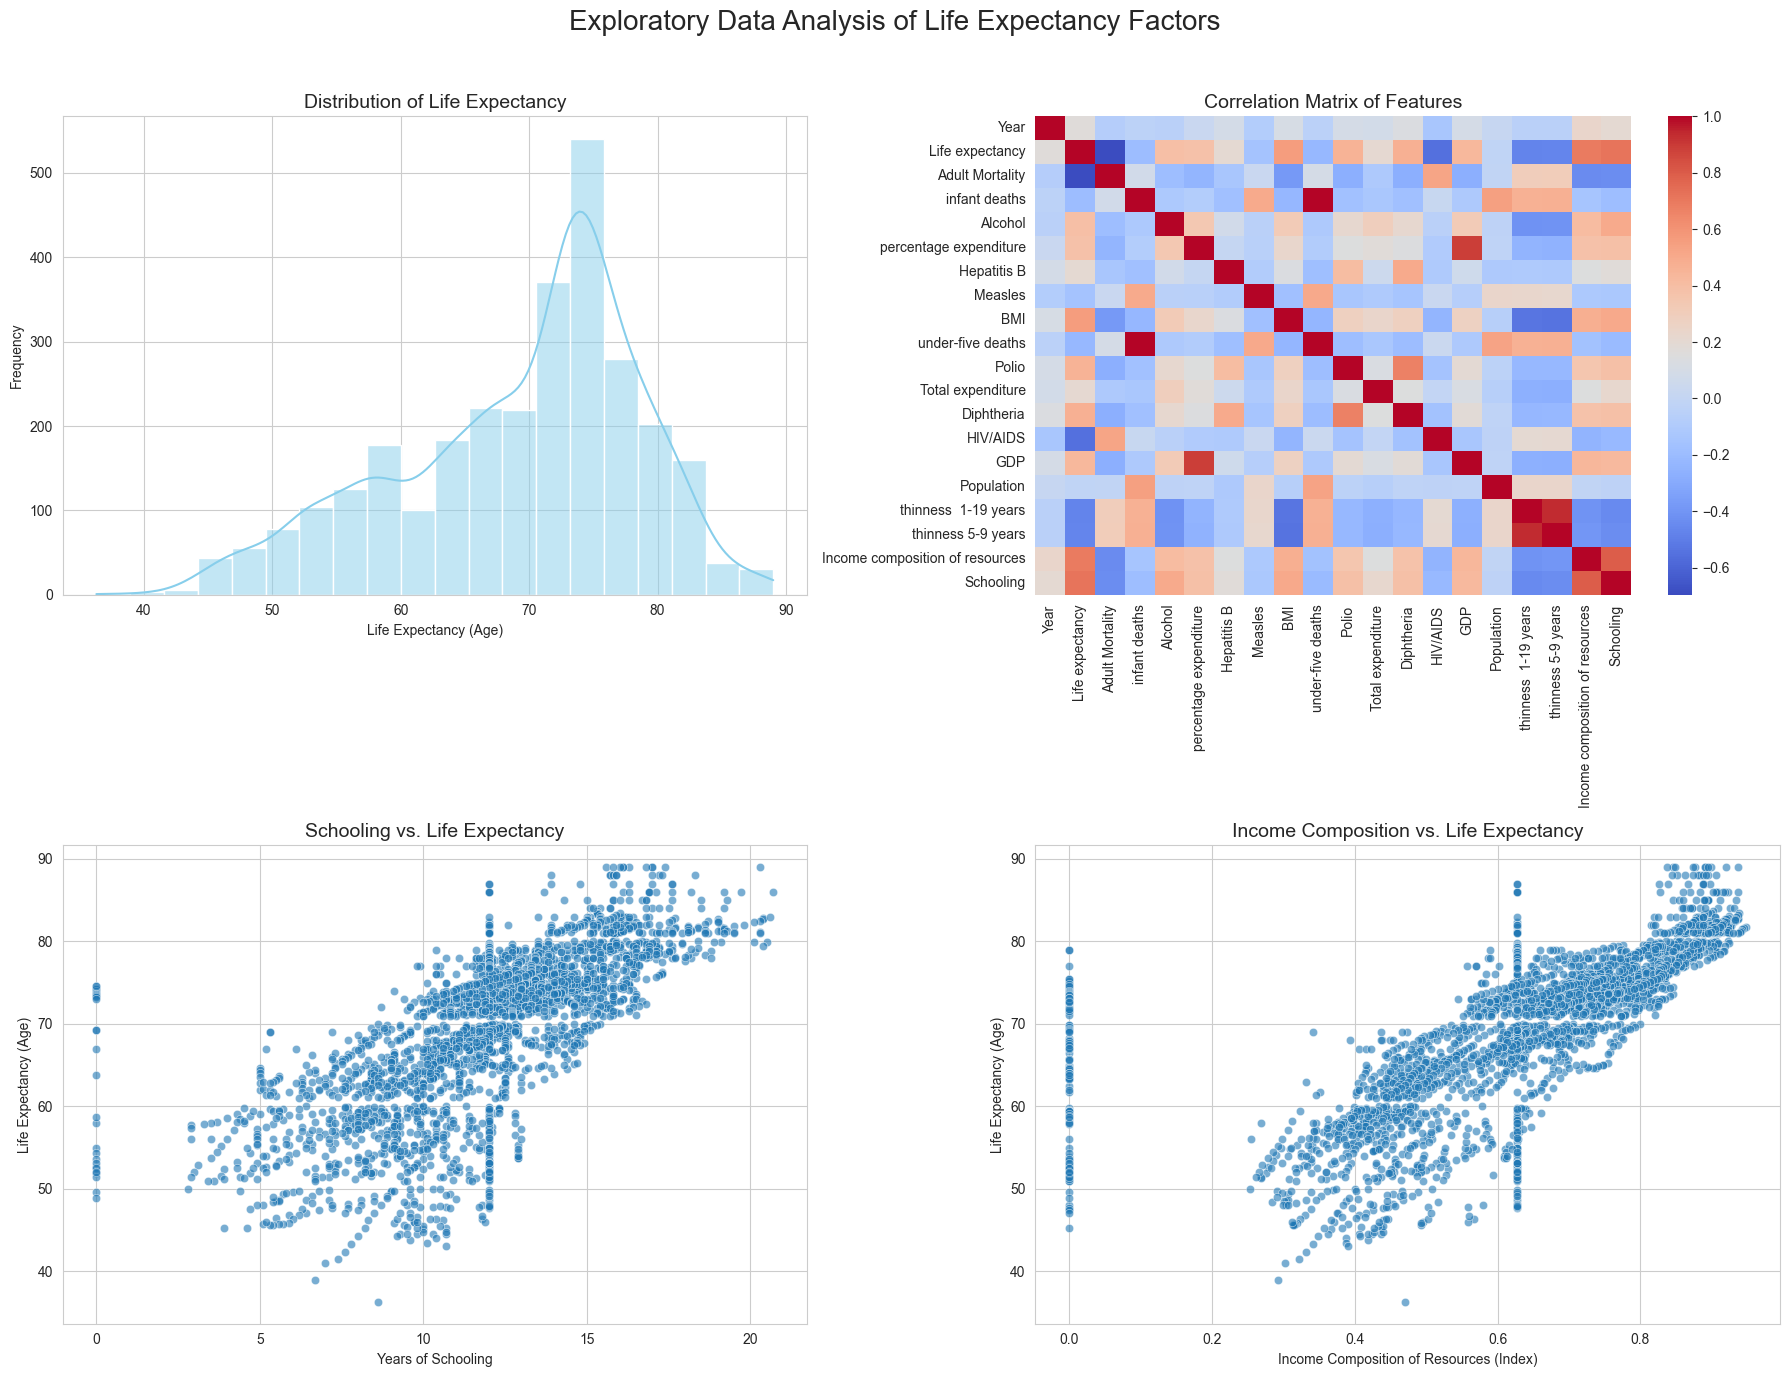 Exploratory Data Analysis of Life Expectancy Factors
Distribution of Life Expectancy
Frequency
500
400
300
200
100
0
40
50
60
70
80
90
Life Expectancy (Age)
Correlation Matrix of Features
Year
Life expectancy
Adult Mortality
infant deaths
Alcohol
percentage expenditure
Hepatitis B
Measles
BMI
under-five deaths
Polio
Total expenditure
Diphtheria
HIV/AIDS
GDP
Population
thinness  1-19 years
thinness 5-9 years
Income composition of resources
Schooling
Year
Life expectancy
Adult Mortality
infant deaths
Alcohol
percentage expenditure
Hepatitis B
Measles
BMI
under-five deaths
Polio
Total expenditure
Diphtheria
HIV/AIDS
GDP
Population
thinness  1-19 years
thinness 5-9 years
Income composition of resources
Schooling
1.0
0.8
0.6
0.4
0.2
0.0
−0.2
−0.4
−0.6
Schooling vs. Life Expectancy
Life Expectancy (Age)
90
80
70
60
50
40
0
5
10
15
20
Years of Schooling
Income Composition vs. Life Expectancy
Life Expectancy (Age)
90
80
70
60
50
40
0.0
0.2
0.4
0.6
0.8
Income Composition of Resources (Index)